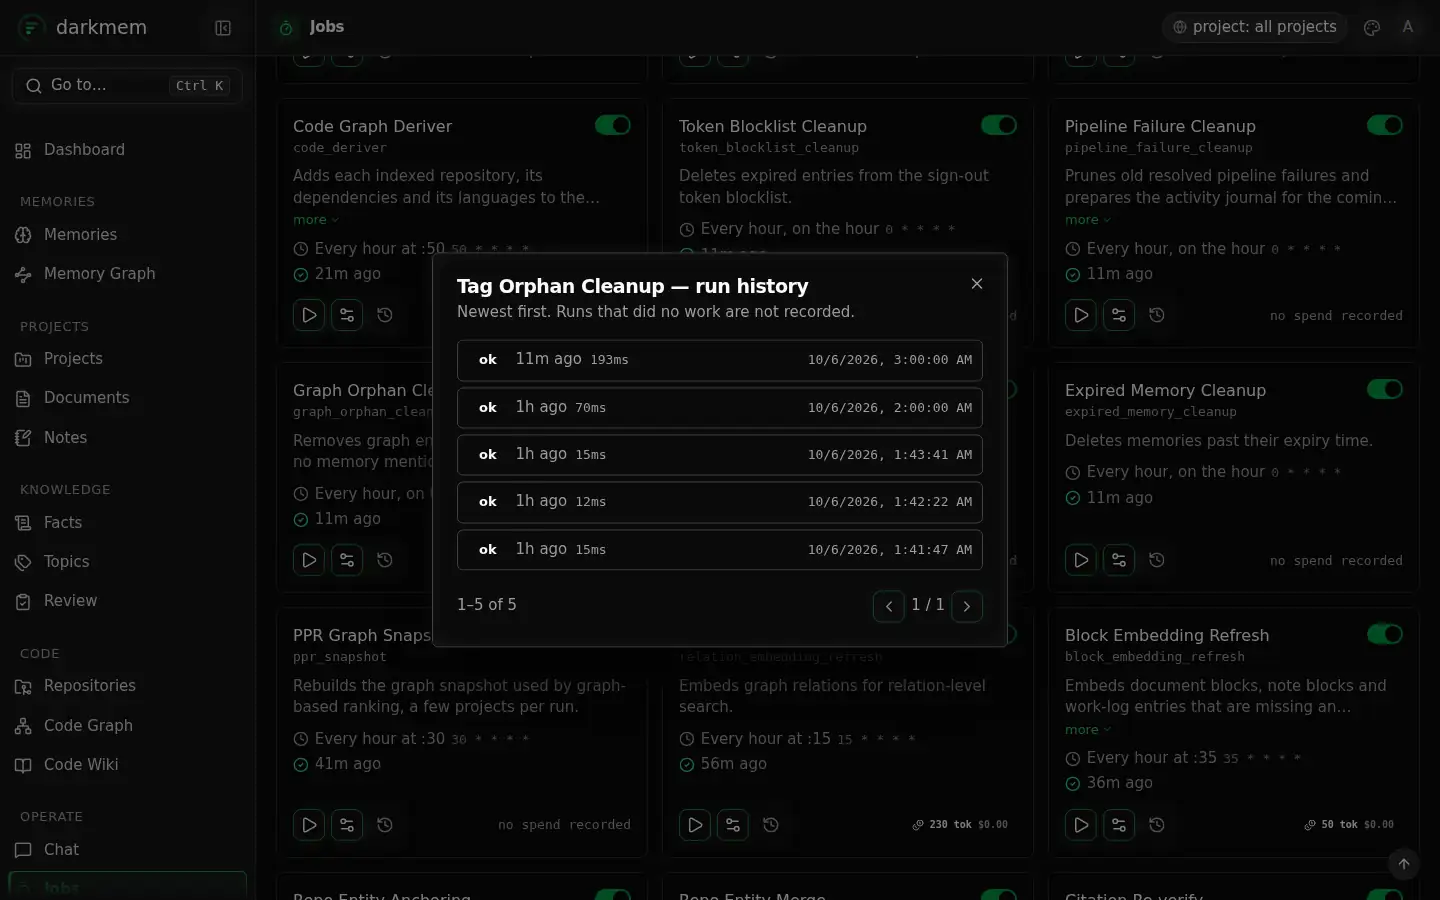 darkmem
Jobs
project: all projects
A
Go to...
Ctrl K
Dashboard
MEMORIES
Memories
Memory Graph
PROJECTS
Projects
Documents
Notes
KNOWLEDGE
Facts
Topics
Review
CODE
Repositories
Code Graph
Code Wiki
OPERATE
Chat
Jobs
Code Graph Deriver
code_deriver
Adds each indexed repository, its
dependencies and its languages to the…
more
Every hour at :50 50 * * * *
21m ago
Token Blocklist Cleanup
token_blocklist_cleanup
Deletes expired entries from the sign-out
token blocklist.
Every hour, on the hour 0 * * * *
11m ago
Pipeline Failure Cleanup
pipeline_failure_cleanup
Prunes old resolved pipeline failures and
prepares the activity journal for the comin…
more
Every hour, on the hour 0 * * * *
11m ago
no spend recorded
Tag Orphan Cleanup — run history
Newest first. Runs that did no work are not recorded.
ok 11m ago 193ms 10/6/2026, 3:00:00 AM
ok 1h ago 70ms 10/6/2026, 2:00:00 AM
ok 1h ago 15ms 10/6/2026, 1:43:41 AM
ok 1h ago 12ms 10/6/2026, 1:42:22 AM
ok 1h ago 15ms 10/6/2026, 1:41:47 AM
1–5 of 5
1 / 1
Graph Orphan Cle
graph_orphan_clean
Removes graph en
no memory mentio
Every hour, on t
11m ago
Expired Memory Cleanup
expired_memory_cleanup
Deletes memories past their expiry time.
Every hour, on the hour 0 * * * *
11m ago
no spend recorded
PPR Graph Snaps
ppr_snapshot
Rebuilds the graph snapshot used by graph-
based ranking, a few projects per run.
Every hour at :30 30 * * * *
41m ago
no spend recorded
relation_embedding_refresh
Embeds graph relations for relation-level
search.
Every hour at :15 15 * * * *
56m ago
230 tok $0.00
Block Embedding Refresh
block_embedding_refresh
Embeds document blocks, note blocks and
work-log entries that are missing an…
more
Every hour at :35 35 * * * *
36m ago
50 tok $0.00
Repo Entity Anchoring
Repo Entity Merge
Citation Re-verify